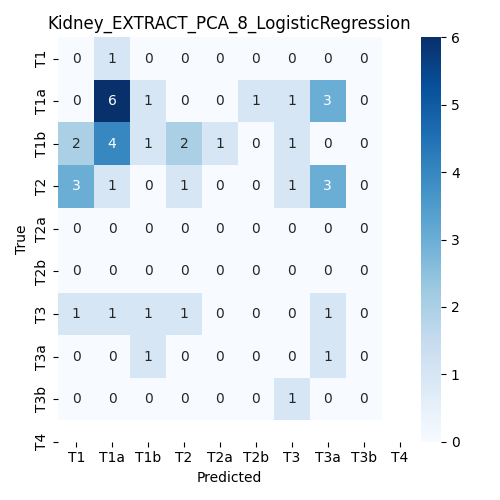 Kidney_EXTRACT_PCA_8_LogisticRegression
T1 0 1 0 0 0 0 0 0 0
T1a 0 6 1 0 0 1 1 3 0
T1b 2 4 1 2 1 0 1 0 0
T2 3 1 0 1 0 0 1 3 0
T2a 0 0 0 0 0 0 0 0 0
T2b 0 0 0 0 0 0 0 0 0
T3 1 1 1 1 0 0 0 1 0
T3a 0 0 1 0 0 0 0 1 0
T3b 0 0 0 0 0 0 1 0 0
T4
T1 T1a T1b T2 T2a T2b T3 T3a T3b T4
True
Predicted
6
5
4
3
2
1
0